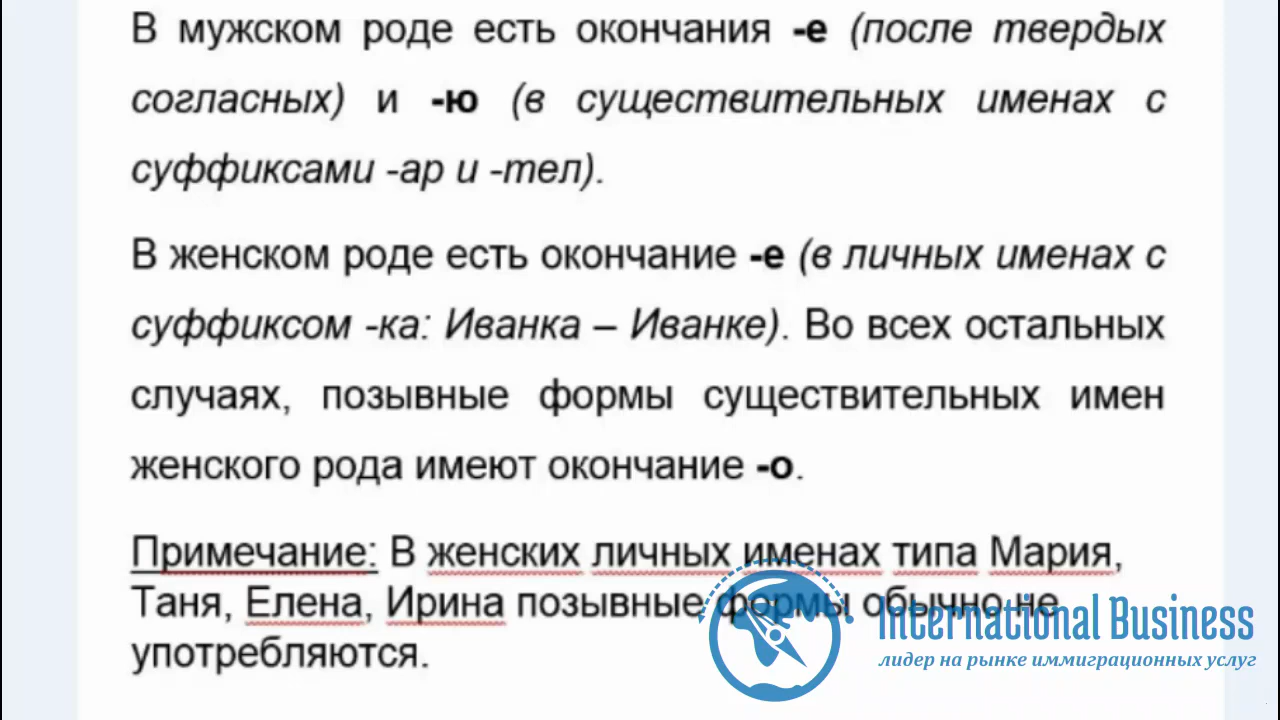 В мужском роде есть окончания -е (после твердых
согласных) и -ю (в существительных именах с
суффиксами -ар и -тел).
В женском роде есть окончание -е (в личных именах с
суффиксом -ка: Иванка – Иванке). Во всех остальных
случаях, позывные формы существительных имен
женского рода имеют окончание -о.
Примечание: В женских личных именах типа Мария,
Таня, Елена, Ирина позывные формы обычно не
употребляются.
International Business
лидер на рынке иммиграционных услуг